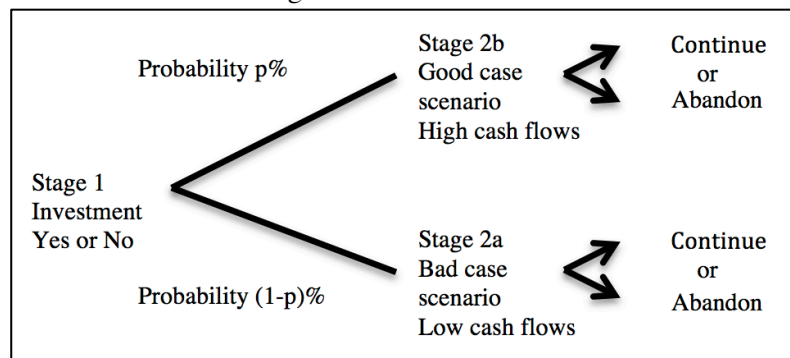 Probability p%
Stage 2b
Good case
scenario
High cash flows
Continue
or
Abandon
Stage 1
Investment
Yes or No
Probability (1-p)%
Stage 2a
Bad case
scenario
Low cash flows
Continue
or
Abandon